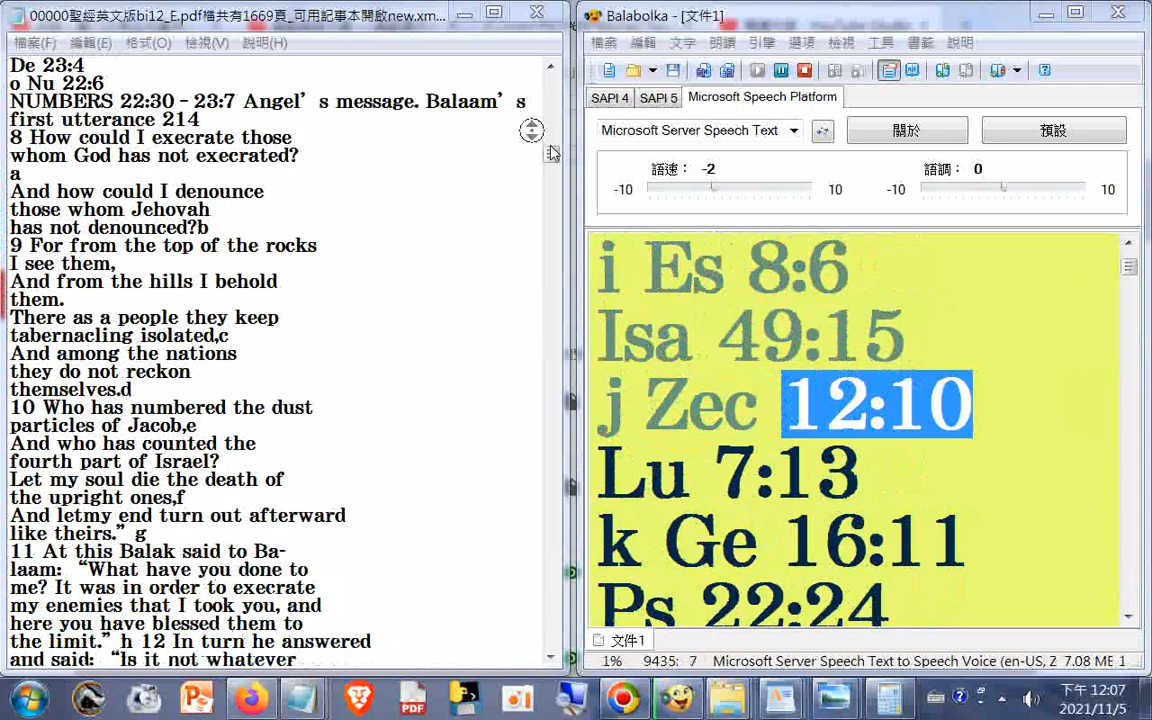 00000聖經英文版bi12_E.pdf檔共有1669頁_可用記事本開啟new.xm...
檔案(F) 編輯(E) 格式(O) 檢視(V) 說明(H)
De 23:4
o Nu 22:6
NUMBERS 22:30 - 23:7 Angel’s message. Balaam’s
first utterance 214
8 How could I execrate those
whom God has not execrated?
a
And how could I denounce
those whom Jehovah
has not denounced?b
9 For from the top of the rocks
I see them,
And from the hills I behold
them.
There as a people they keep
tabernacling isolated,c
And among the nations
they do not reckon
themselves.d
10 Who has numbered the dust
particles of Jacob,e
And who has counted the
fourth part of Israel?
Let my soul die the death of
the upright ones,f
And letmy end turn out afterward
like theirs.” g
11 At this Balak said to Ba-
laam: “What have you done to
me? It was in order to execrate
my enemies that I took you, and
here you have blessed them to
the limit.” h 12 In turn he answered
and said: “Is it not whatever
Balabolka - [文件1]
檔案 編輯 文字 朗讀 引擎 選項 檢視 工具 書籤 說明
SAPI 4 SAPI 5 Microsoft Speech Platform
Microsoft Server Speech Text 關於 預設
語速: -2 語調: 0
-10 10 -10 10
i Es 8:6
Isa 49:15
j Zec 12:10
Lu 7:13
k Ge 16:11
Ps 22:24
文件1
1% 9435: 7 Microsoft Server Speech Text to Speech Voice (en-US, Z 7.08 ME 1
PDF
下午 12:07
2021/11/5